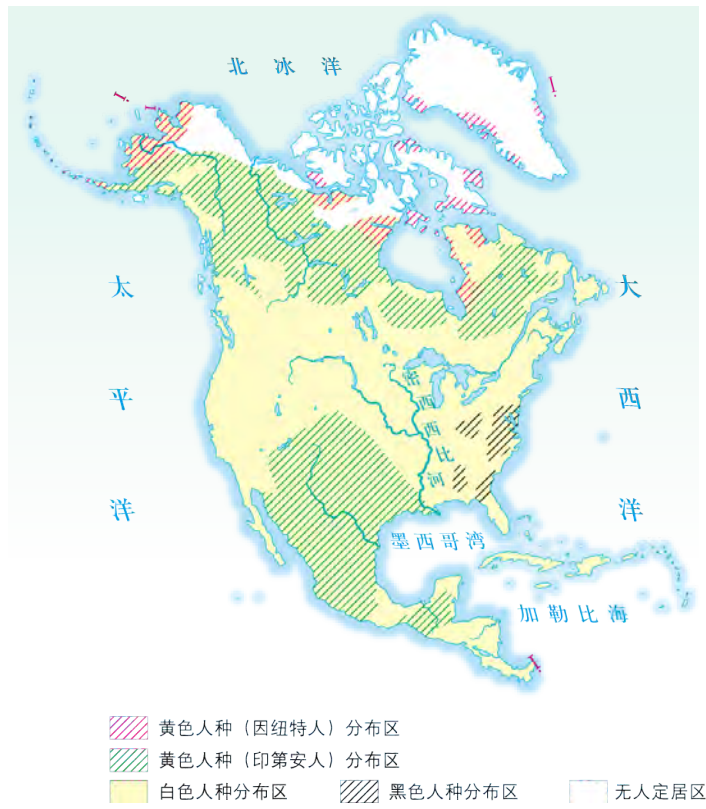 北冰洋
太平洋
大西洋
密西西比河
墨西哥湾
加勒比海
黄色人种（因纽特人）分布区
黄色人种（印第安人）分布区
白色人种分布区
黑色人种分布区
无人定居区